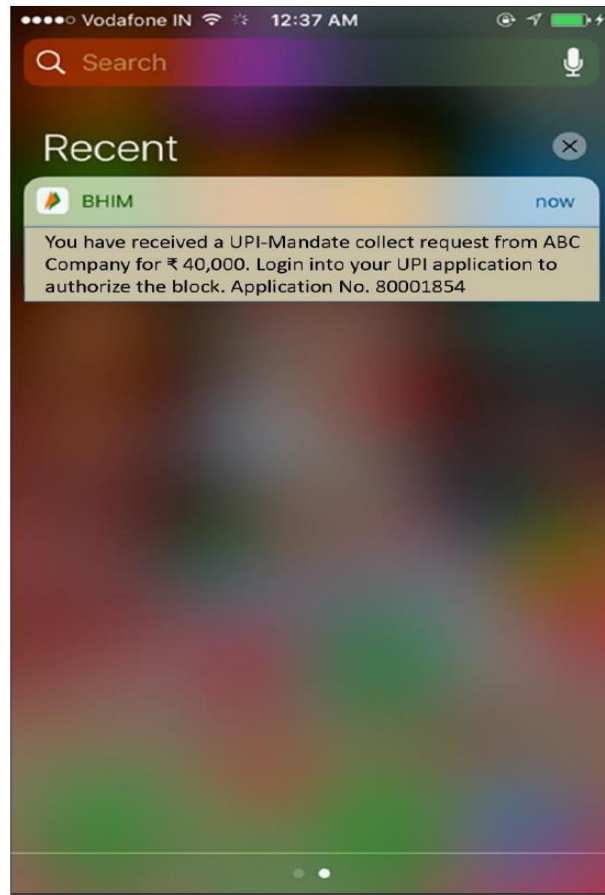 Vodafone IN 12:37 AM
Search
Recent
BHIM now
You have received a UPI-Mandate collect request from ABC
Company for ₹ 40,000. Login into your UPI application to
authorize the block. Application No. 80001854